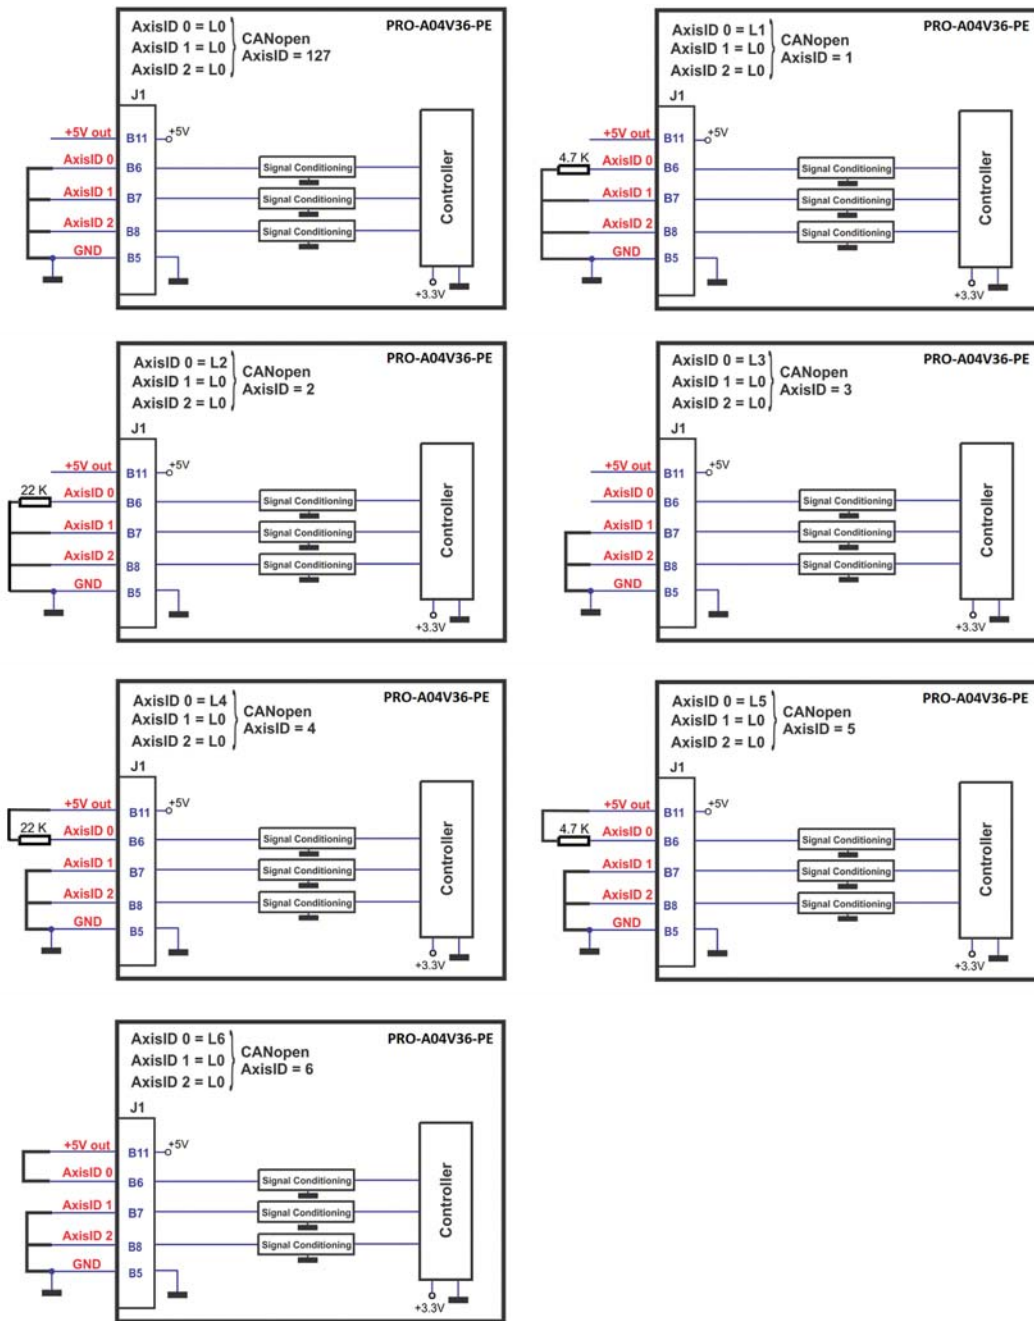 PRO-A04V36-PE
AxisID 0 = L0
AxisID 1 = L0
AxisID 2 = L0
CANopen
AxisID = 127
J1
+5V out
B11
+5V
AxisID 0
B6
Signal Conditioning
AxisID 1
B7
Signal Conditioning
AxisID 2
B8
Signal Conditioning
GND
B5
Controller
+3.3V
PRO-A04V36-PE
AxisID 0 = L1
AxisID 1 = L0
AxisID 2 = L0
CANopen
AxisID = 1
J1
+5V out
B11
+5V
4.7 K
AxisID 0
B6
Signal Conditioning
AxisID 1
B7
Signal Conditioning
AxisID 2
B8
Signal Conditioning
GND
B5
Controller
+3.3V
PRO-A04V36-PE
AxisID 0 = L2
AxisID 1 = L0
AxisID 2 = L0
CANopen
AxisID = 2
J1
+5V out
B11
+5V
22 K
AxisID 0
B6
Signal Conditioning
AxisID 1
B7
Signal Conditioning
AxisID 2
B8
Signal Conditioning
GND
B5
Controller
+3.3V
PRO-A04V36-PE
AxisID 0 = L3
AxisID 1 = L0
AxisID 2 = L0
CANopen
AxisID = 3
J1
+5V out
B11
+5V
AxisID 0
B6
Signal Conditioning
AxisID 1
B7
Signal Conditioning
AxisID 2
B8
Signal Conditioning
GND
B5
Controller
+3.3V
PRO-A04V36-PE
AxisID 0 = L4
AxisID 1 = L0
AxisID 2 = L0
CANopen
AxisID = 4
J1
+5V out
B11
+5V
22 K
AxisID 0
B6
Signal Conditioning
AxisID 1
B7
Signal Conditioning
AxisID 2
B8
Signal Conditioning
GND
B5
Controller
+3.3V
PRO-A04V36-PE
AxisID 0 = L5
AxisID 1 = L0
AxisID 2 = L0
CANopen
AxisID = 5
J1
+5V out
B11
+5V
4.7 K
AxisID 0
B6
Signal Conditioning
AxisID 1
B7
Signal Conditioning
AxisID 2
B8
Signal Conditioning
GND
B5
Controller
+3.3V
PRO-A04V36-PE
AxisID 0 = L6
AxisID 1 = L0
AxisID 2 = L0
CANopen
AxisID = 6
J1
+5V out
B11
+5V
AxisID 0
B6
Signal Conditioning
AxisID 1
B7
Signal Conditioning
AxisID 2
B8
Signal Conditioning
GND
B5
Controller
+3.3V